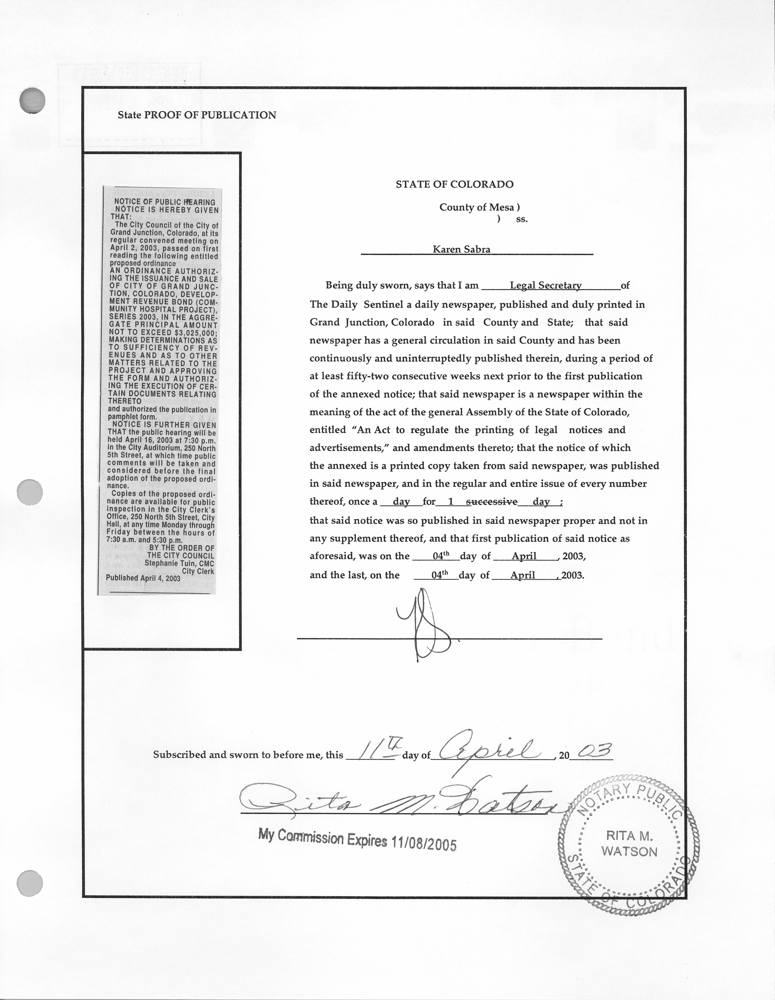 State PROOF OF PUBLICATION
NOTICE OF PUBLIC HEARING
NOTICE IS HEREBY GIVEN
THAT:
The City Council of the City of
Grand Junction, Colorado, at its
regular convened meeting on
April 2, 2003, passed on first
reading the following entitled
proposed ordinance
AN ORDINANCE AUTHORIZ-
ING THE ISSUANCE AND SALE
OF CITY OF GRAND JUNC-
TION, COLORADO, DEVELOP-
MENT REVENUE BOND (COM-
MUNITY HOSPITAL PROJECT),
SERIES 2003, IN THE AGGRE-
GATE PRINCIPAL AMOUNT
NOT TO EXCEED $3,025,000;
MAKING DETERMINATIONS AS
TO SUFFICIENCY OF REV-
ENUES AND AS TO OTHER
MATTERS RELATED TO THE
PROJECT AND APPROVING
THE FORM AND AUTHORIZ-
ING THE EXECUTION OF CER-
TAIN DOCUMENTS RELATING
THERETO
and authorized the publication in
pamphlet form.
NOTICE IS FURTHER GIVEN
THAT the public hearing will be
held April 16, 2003 at 7:30 p.m.
in the City Auditorium, 250 North
5th Street, at which time public
comments will be taken and
considered before the final
adoption of the proposed ordi-
nance.
Copies of the proposed ordi-
nance are available for public
inspection in the City Clerk's
Office, 250 North 5th Street, City
Hall, at any time Monday through
Friday between the hours of
7:30 a.m. and 5:30 p.m.
BY THE ORDER OF
THE CITY COUNCIL
Stephanie Tuin, CMC
City Clerk
Published April 4, 2003
STATE OF COLORADO
County of Mesa )
) ss.
Karen Sabra
Being duly sworn, says that I am Legal Secretary of
The Daily Sentinel a daily newspaper, published and duly printed in
Grand Junction, Colorado in said County and State; that said
newspaper has a general circulation in said County and has been
continuously and uninterruptedly published therein, during a period of
at least fifty-two consecutive weeks next prior to the first publication
of the annexed notice; that said newspaper is a newspaper within the
meaning of the act of the general Assembly of the State of Colorado,
entitled "An Act to regulate the printing of legal notices and
advertisements," and amendments thereto; that the notice of which
the annexed is a printed copy taken from said newspaper, was published
in said newspaper, and in the regular and entire issue of every number
thereof, once a day for 1 successive day ;
that said notice was so published in said newspaper proper and not in
any supplement thereof, and that first publication of said notice as
aforesaid, was on the 04th day of April , 2003,
and the last, on the 04th day of April , 2003.
Subscribed and sworn to before me, this 11th day of April , 20 03
Rita M. Watson
My Commission Expires 11/08/2005
NOTARY PUBLIC
RITA M.
WATSON
STATE OF COLORADO